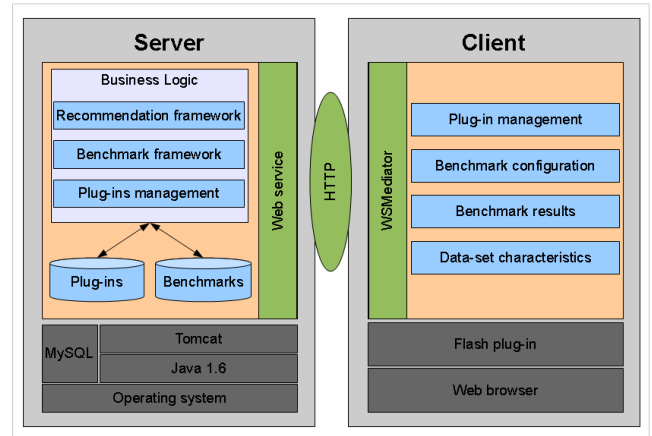 Server
Business Logic
Recommendation framework
Benchmark framework
Plug-ins management
Plug-ins
Benchmarks
Web service
MySQL
Tomcat
Java 1.6
Operating system
HTTP
Client
WSMediator
Plug-in management
Benchmark configuration
Benchmark results
Data-set characteristics
Flash plug-in
Web browser